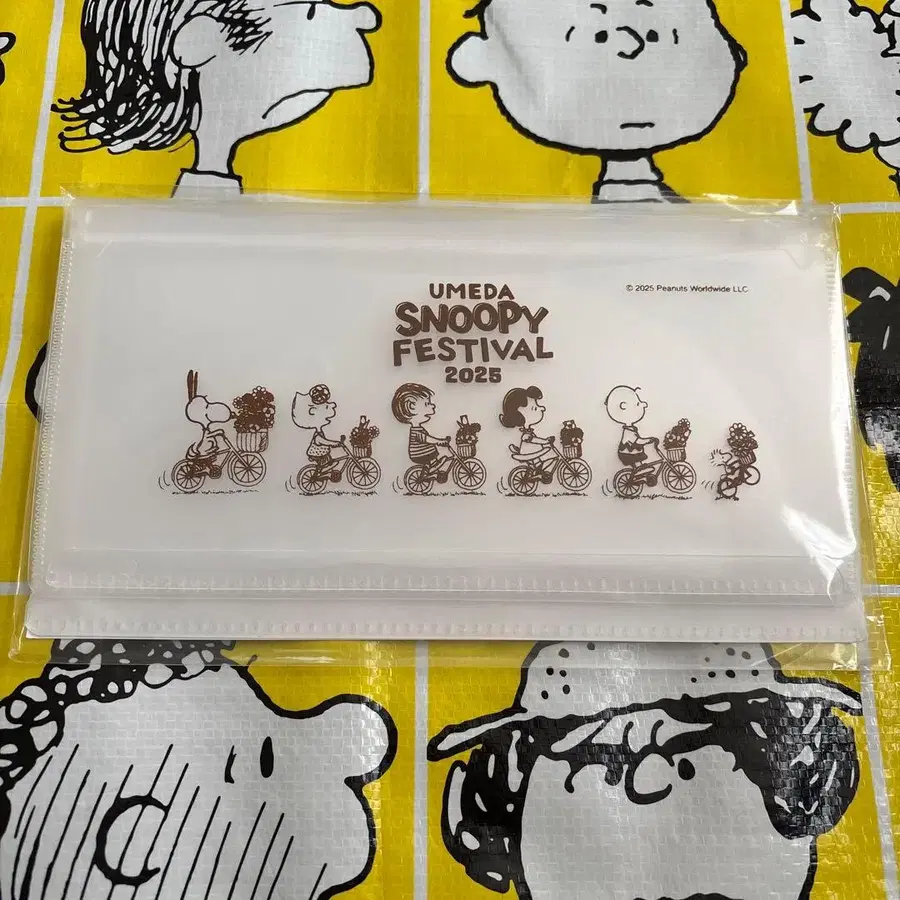 UMEDA
SNOOPY
FESTIVAL
2025
© 2025 Peanuts Worldwide LLC